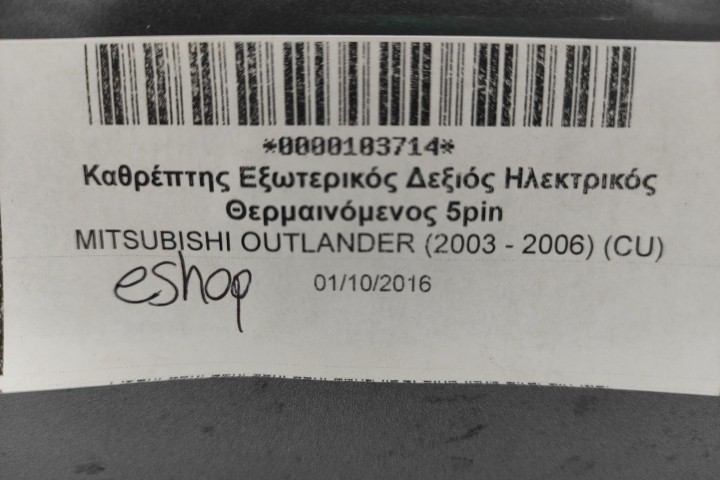 *0000103714*
Καθρέπτης Εξωτερικός Δεξιός Ηλεκτρικός
Θερμαινόμενος 5pin
MITSUBISHI OUTLANDER (2003 - 2006) (CU)
eshop 01/10/2016